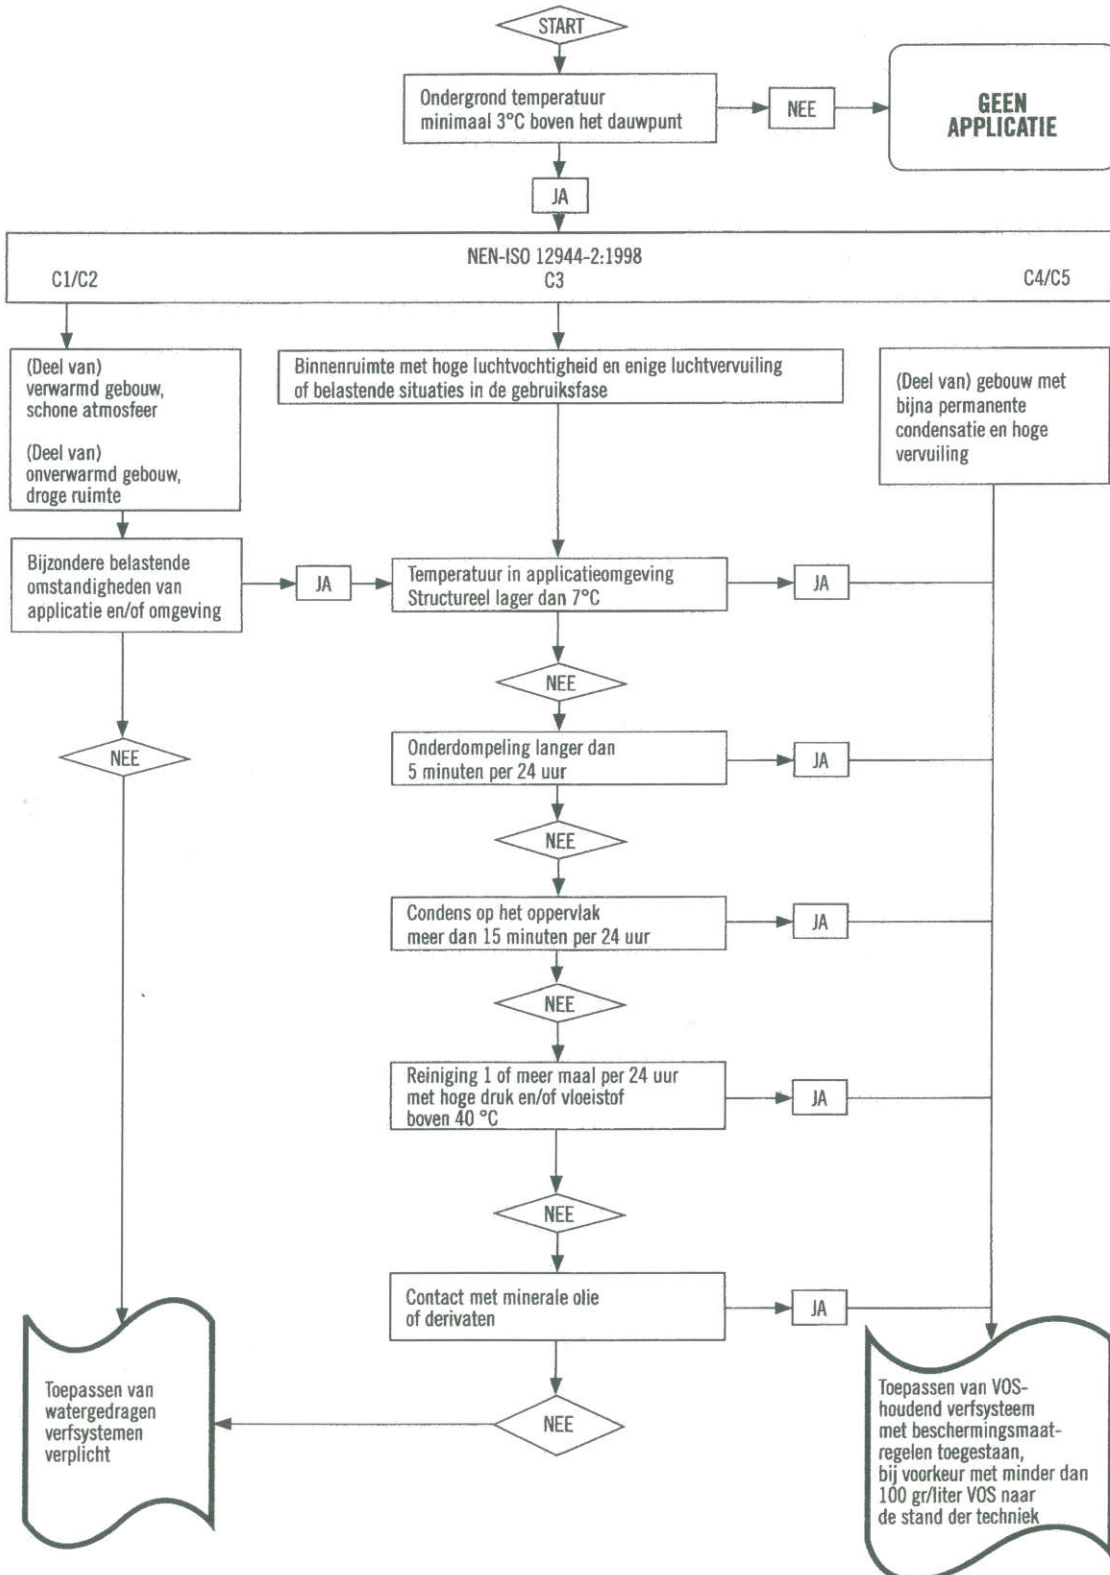 START
Ondergrond temperatuur
minimaal 3°C boven het dauwpunt
NEE
GEEN
APPLICATIE
JA
NEN-ISO 12944-2:1998
C1/C2
C3
C4/C5
(Deel van)
verwarmd gebouw,
schone atmosfeer
(Deel van)
onverwarmd gebouw,
droge ruimte
Binnenruimte met hoge luchtvochtigheid en enige luchtvervuiling
of belastende situaties in de gebruiksfase
(Deel van) gebouw met
bijna permanente
condensatie en hoge
vervuiling
Bijzondere belastende
omstandigheden van
applicatie en/of omgeving
JA
Temperatuur in applicatieomgeving
Structureel lager dan 7°C
JA
NEE
NEE
Onderdompeling langer dan
5 minuten per 24 uur
JA
NEE
Condens op het oppervlak
meer dan 15 minuten per 24 uur
JA
NEE
Reiniging 1 of meer maal per 24 uur
met hoge druk en/of vloeistof
boven 40 °C
JA
NEE
Contact met minerale olie
of derivaten
JA
NEE
Toepassen van
watergedragen
verfsystemen
verplicht
Toepassen van VOS-
houdend verfsysteem
met beschermingsmaat-
regelen toegestaan,
bij voorkeur met minder dan
100 gr/liter VOS naar
de stand der techniek